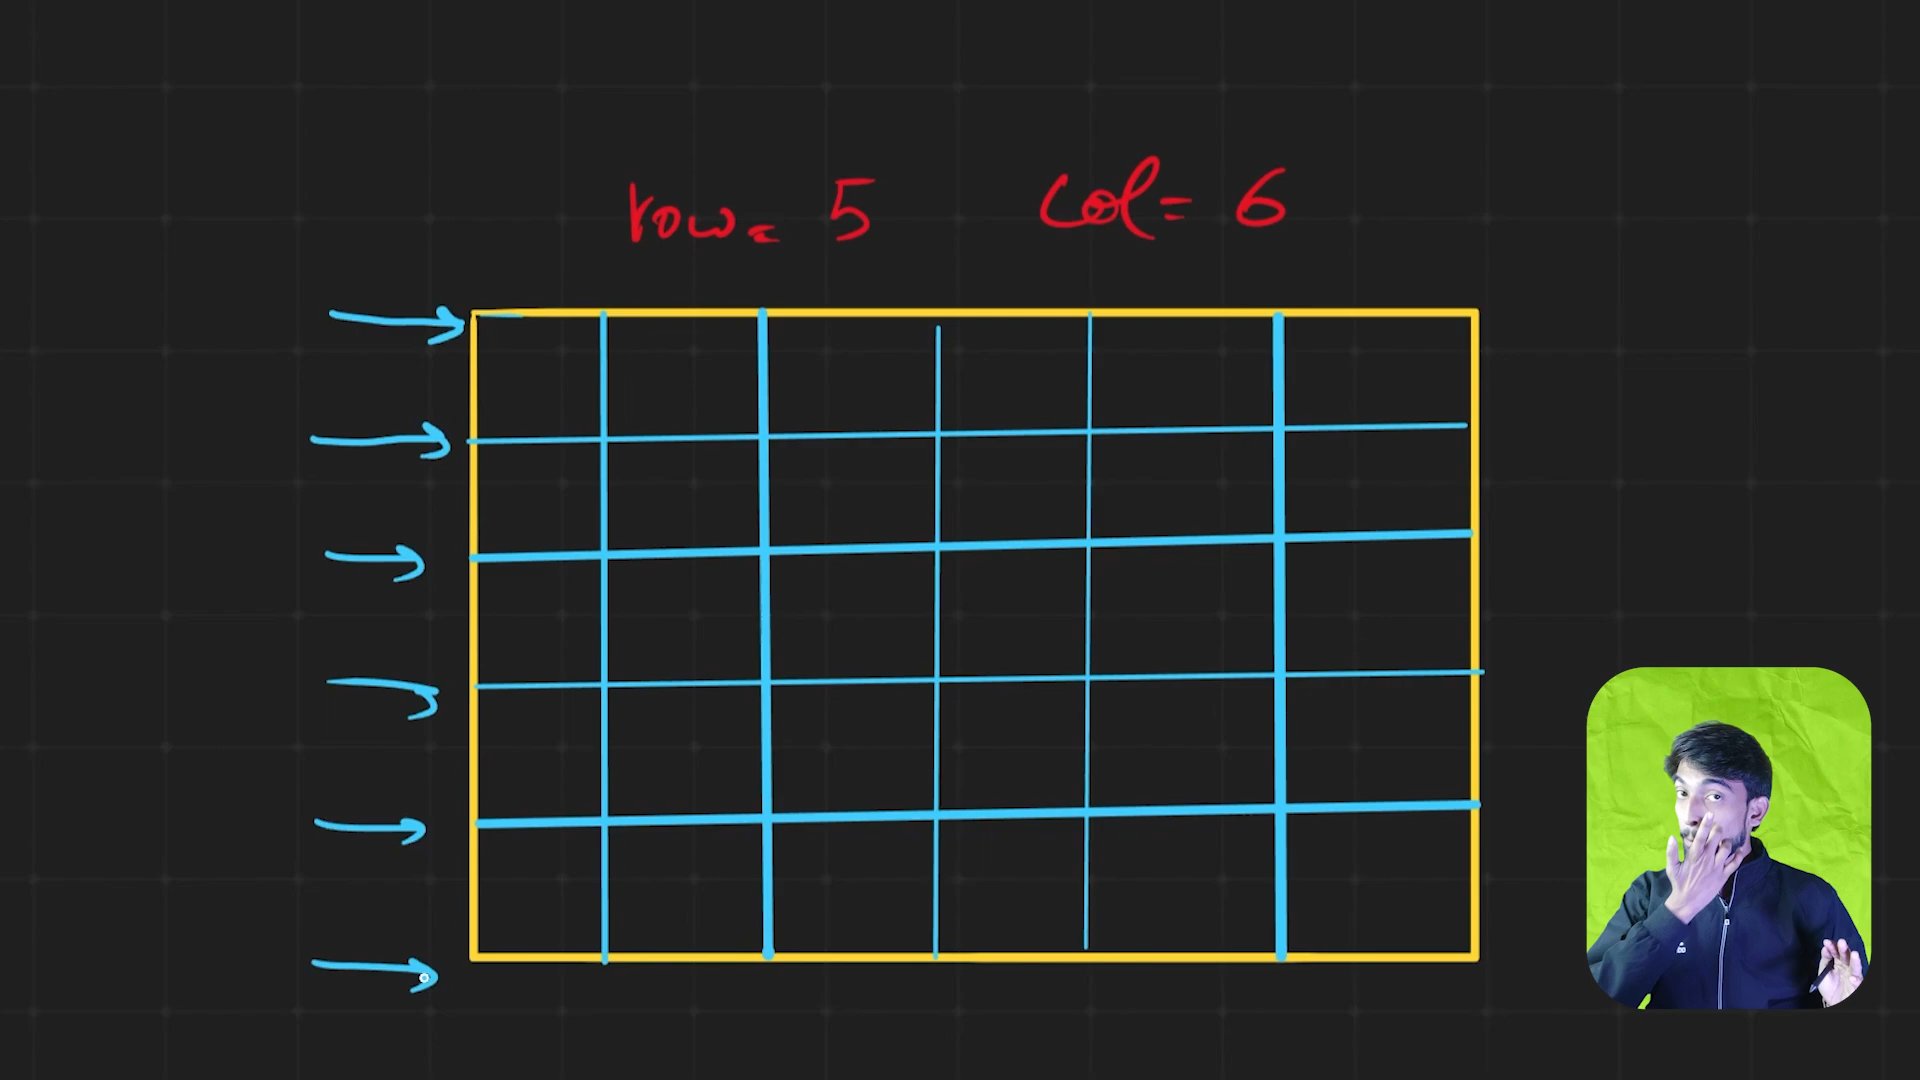 row = 5 col = 6